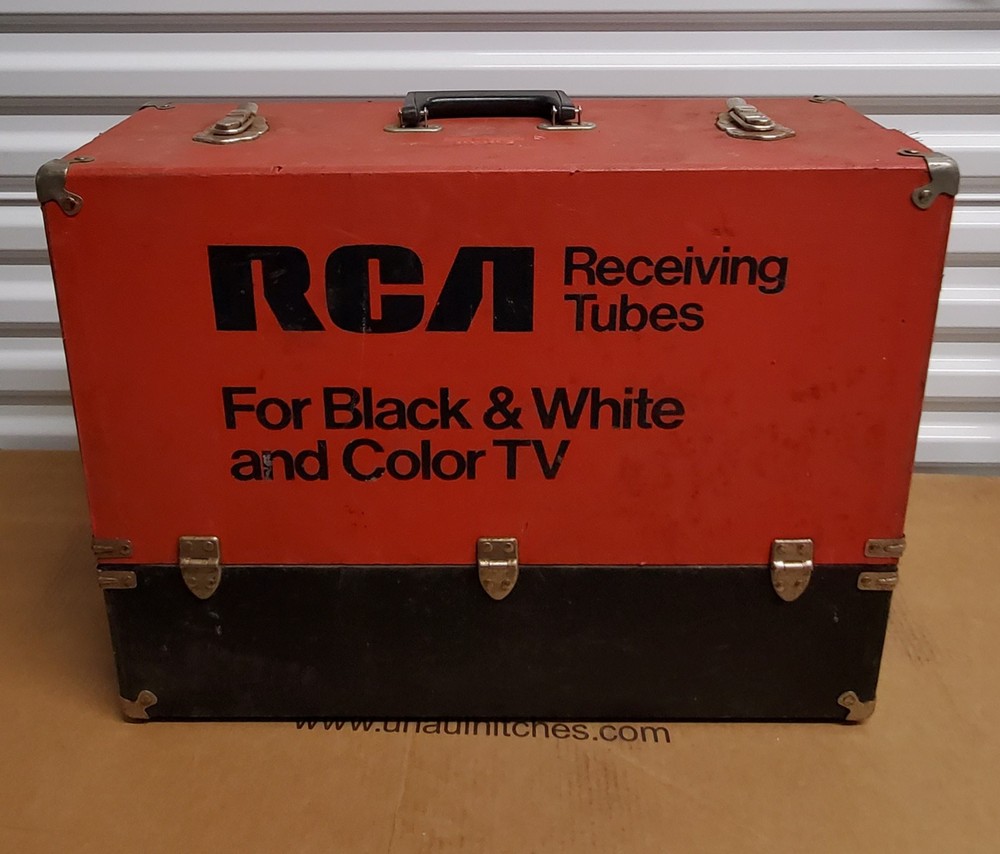 RCA Receiving
Tubes
For Black & White
and Color TV
www.uhaulhitches.com